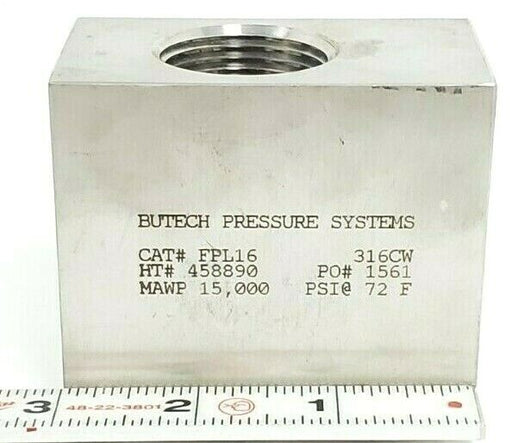 BUTECH PRESSURE SYSTEMS
CAT# FPL16 316CW
HT# 458890 PO# 1561
MAWP 15,000 PSI@ 72 F
3 48-22-3801 2 1